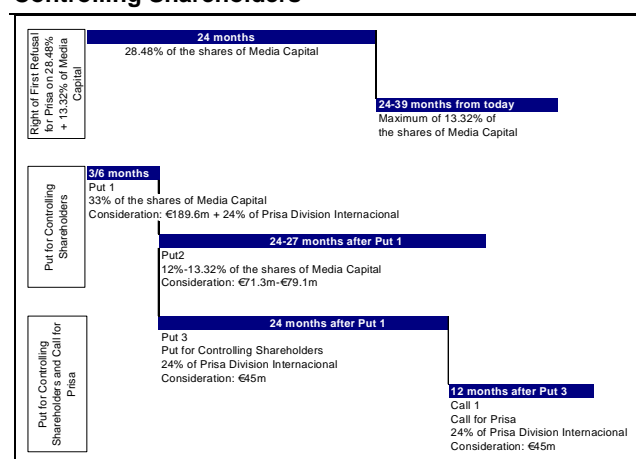 Controlling Shareholders
Right of First Refusal
for Prisa on 28.48%
+ 13.32% of Media
Capital
24 months
28.48% of the shares of Media Capital
24-39 months from today
Maximum of 13.32% of
the shares of Media Capital
Put for Controlling
Shareholders
3/6 months
Put 1
33% of the shares of Media Capital
Consideration: €189.6m + 24% of Prisa Division Internacional
24-27 months after Put 1
Put2
12%-13.32% of the shares of Media Capital
Consideration: €71.3m-€79.1m
Put for Controlling
Shareholders and Call for
Prisa
24 months after Put 1
Put 3
Put for Controlling Shareholders
24% of Prisa Division Internacional
Consideration: €45m
12 months after Put 3
Call 1
Call for Prisa
24% of Prisa Division Internacional
Consideration: €45m